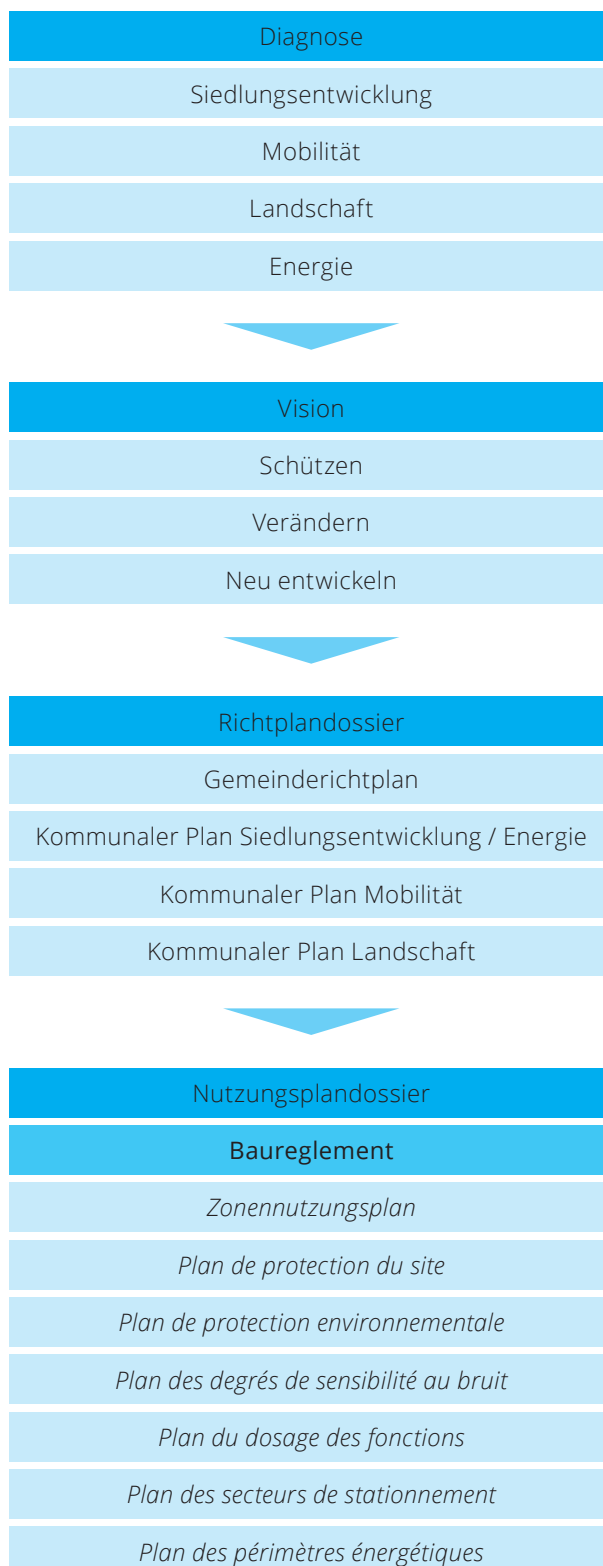 Diagnose
Siedlungsentwicklung
Mobilität
Landschaft
Energie
Vision
Schützen
Verändern
Neu entwickeln
Richtplandossier
Gemeinderichtplan
Kommunaler Plan Siedlungsentwicklung / Energie
Kommunaler Plan Mobilität
Kommunaler Plan Landschaft
Nutzungsplandossier
Baureglement
Zonennutzungsplan
Plan de protection du site
Plan de protection environnementale
Plan des degrés de sensibilité au bruit
Plan du dosage des fonctions
Plan des secteurs de stationnement
Plan des périmètres énergétiques